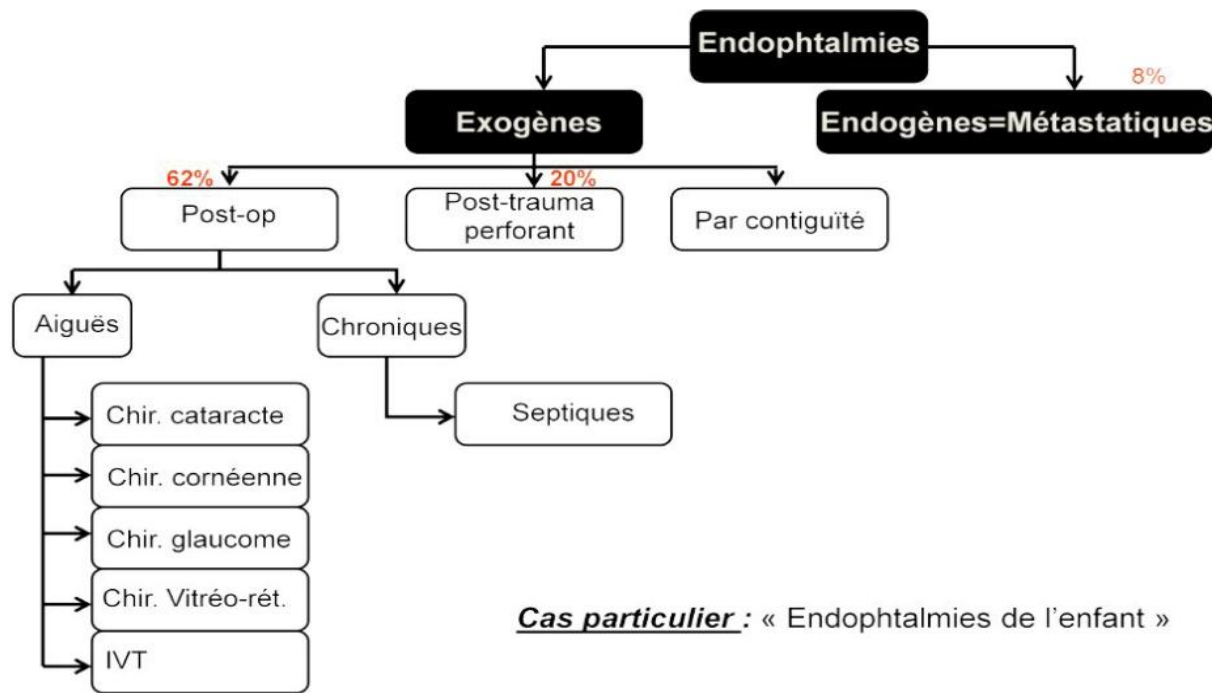 Endophtalmies
8%
Exogènes
Endogènes=Métastatiques
62%
20%
Post-op
Post-trauma
perforant
Par contiguïté
Aiguës
Chroniques
Chir. cataracte
Septiques
Chir. cornéenne
Chir. glaucome
Chir. Vitréo-rét.
IVT
Cas particulier : « Endophtalmies de l'enfant »